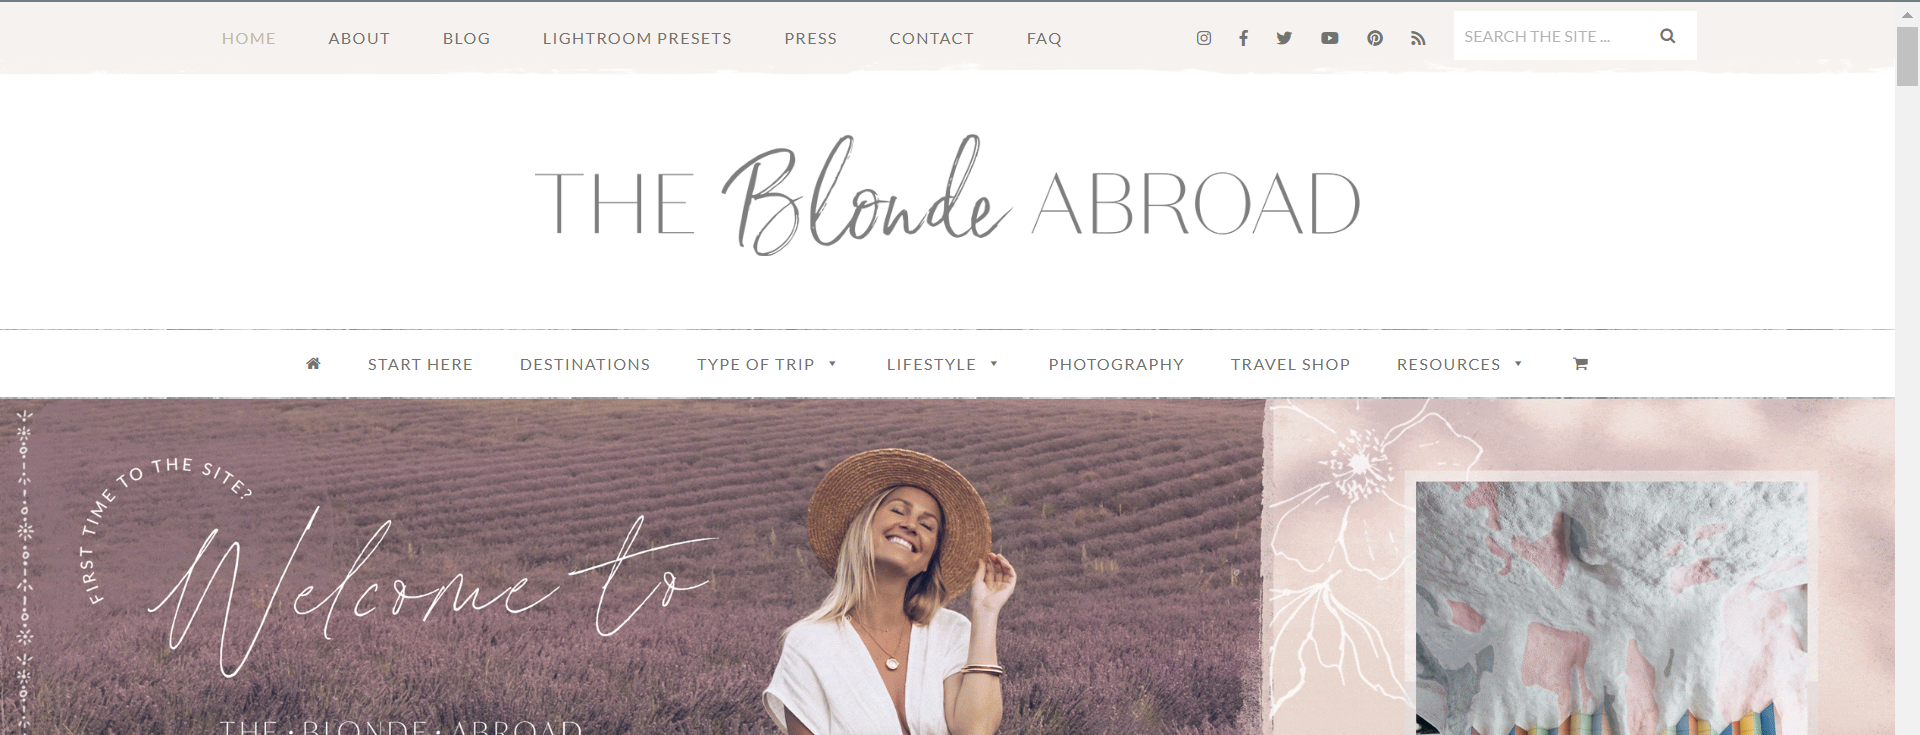 HOME ABOUT BLOG LIGHTROOM PRESETS PRESS CONTACT FAQ SEARCH THE SITE ...
THE Blonde ABROAD
START HERE DESTINATIONS TYPE OF TRIP LIFESTYLE PHOTOGRAPHY TRAVEL SHOP RESOURCES
FIRST TIME TO THE SITE?
Welcome to
THE · BLONDE · ABROAD